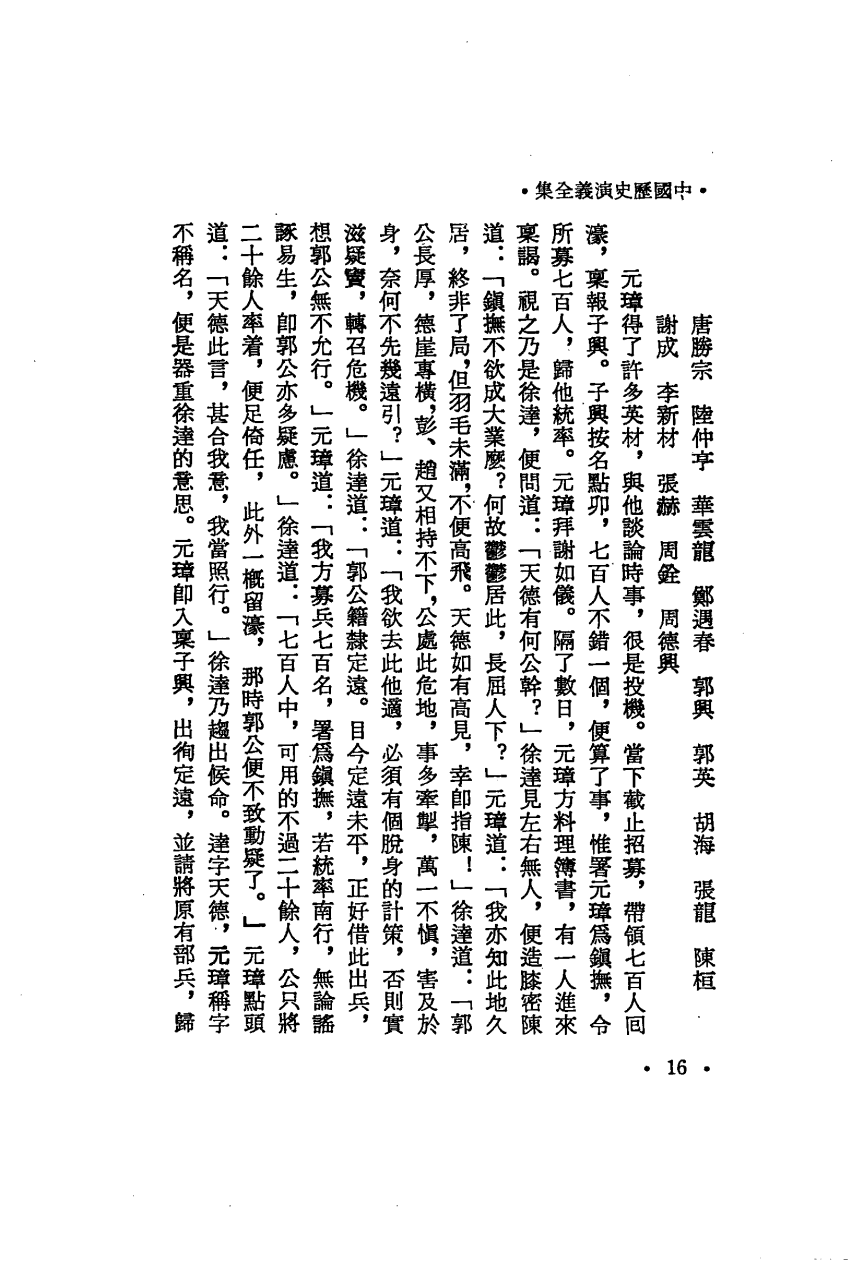 •中國歷史演義全集•
唐勝宗　陸仲亨　華雲龍　鄭遇春　郭興　郭英　胡海　張龍　陳桓
謝成　李新材　張赫　周銓　周德興
元璋得了許多英材，與他談論時事，很是投機。當下截止招募，帶領七百人回
濠，稟報子興。子興按名點卯，七百人不錯一個，便算了事，惟署元璋爲鎭撫，令
所募七百人，歸他統率。元璋拜謝如儀。隔了數日，元璋方料理簿書，有一人進來
稟謁。視之乃是徐達，便問道：「天德有何公幹？」徐達見左右無人，便造膝密陳
道：「鎭撫不欲成大業麼？何故鬱鬱居此，長屈人下？」元璋道：「我亦知此地久
居，終非了局，但羽毛未滿，不便高飛。天德如有高見，幸卽指陳！」徐達道：「郭
公長厚，德崖專橫，彭、趙又相持不下，公處此危地，事多牽掣，萬一不愼，害及於
身，奈何不先幾遠引？」元璋道：「我欲去此他適，必須有個脫身的計策，否則實
滋疑竇，轉召危機。」徐達道：「郭公籍隸定遠。目今定遠未平，正好借此出兵，
想郭公無不允行。」元璋道：「我方募兵七百名，署爲鎭撫，若統率南行，無論謠
諑易生，卽郭公亦多疑慮。」徐達道：「七百人中，可用的不過二十餘人，公只將
二十餘人率着，便足倚任，此外一槪留濠，那時郭公便不致動疑了。」元璋點頭
道：「天德此言，甚合我意，我當照行。」徐達乃趨出候命。達字天德，元璋稱字
不稱名，便是器重徐達的意思。元璋卽入稟子興，出徇定遠，並請將原有部兵，歸
• 16 •